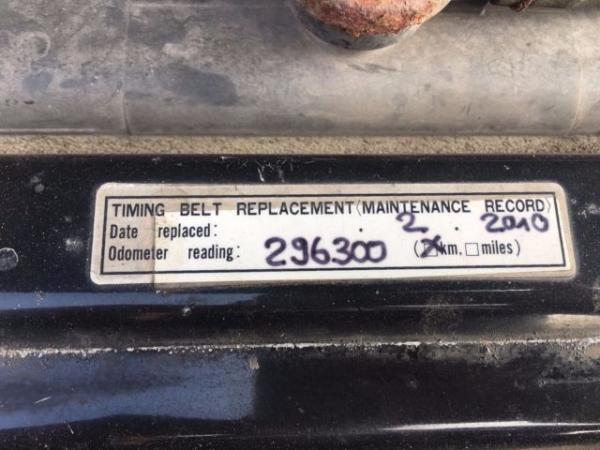 TIMING BELT REPLACEMENT (MAINTENANCE RECORD)
Date replaced: . 2 . 2010
Odometer reading: 296300 (☒km, ☐miles)